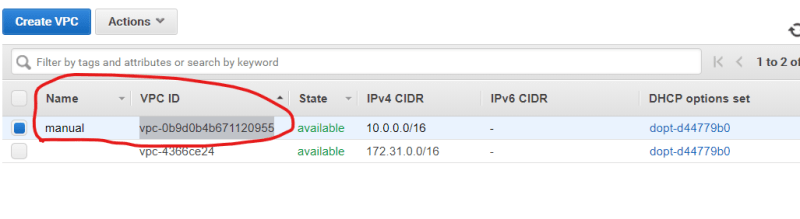 Create VPC Actions
Filter by tags and attributes or search by keyword 1 to 2 of
Name VPC ID State IPv4 CIDR IPv6 CIDR DHCP options set
manual vpc-0b9d0b4b671120955 available 10.0.0.0/16 - dopt-d44779b0
vpc-4366ce24 available 172.31.0.0/16 - dopt-d44779b0